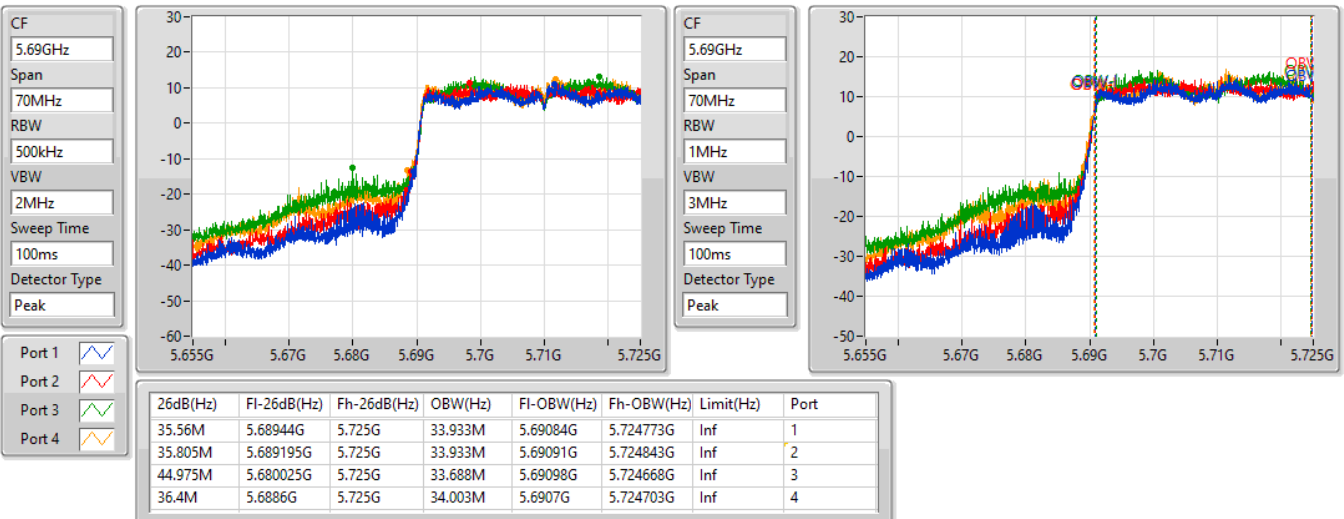 CF
5.69GHz
Span
70MHz
RBW
500kHz
VBW
2MHz
Sweep Time
100ms
Detector Type
Peak
30
20
10
0
-10
-20
-30
-40
-50
-60
5.655G 5.67G 5.68G 5.69G 5.7G 5.71G 5.725G
CF
5.69GHz
Span
70MHz
RBW
1MHz
VBW
3MHz
Sweep Time
100ms
Detector Type
Peak
30
20
10
0
-10
-20
-30
-40
-50
OBW
OBW
OBW
5.655G 5.67G 5.68G 5.69G 5.7G 5.71G 5.725G
Port 1
Port 2
Port 3
Port 4
26dB(Hz) Fl-26dB(Hz) Fh-26dB(Hz) OBW(Hz) Fl-OBW(Hz) Fh-OBW(Hz) Limit(Hz) Port
35.56M 5.68944G 5.725G 33.933M 5.69084G 5.724773G Inf 1
35.805M 5.689195G 5.725G 33.933M 5.69091G 5.724843G Inf 2
44.975M 5.680025G 5.725G 33.688M 5.69098G 5.724668G Inf 3
36.4M 5.6886G 5.725G 34.003M 5.6907G 5.724703G Inf 4